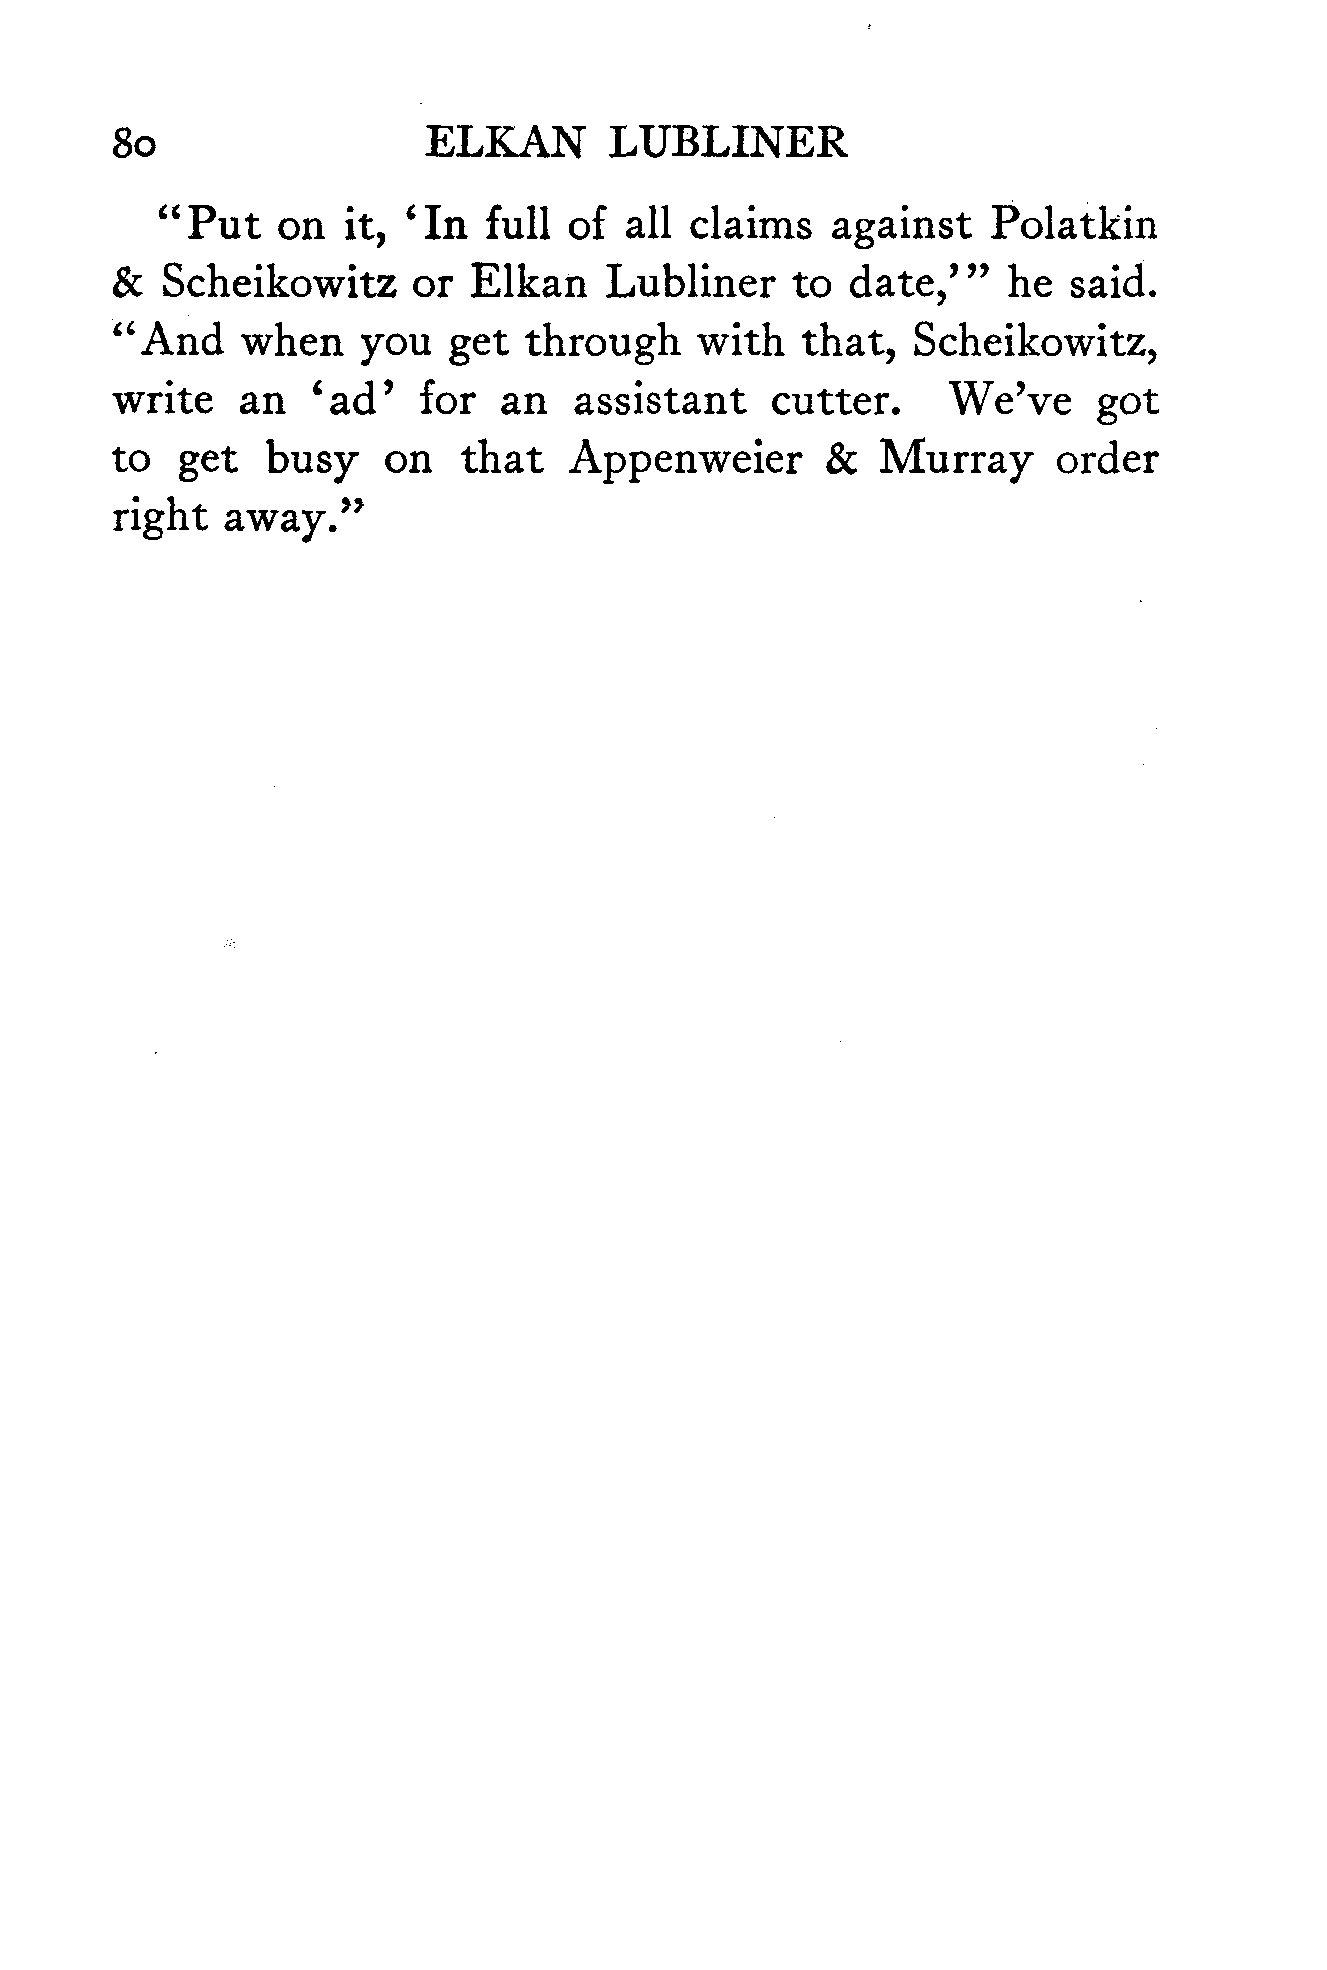 80 ELKAN LUBLINER
“Put on it, ‘In full of all claims against Polatkin
& Scheikowitz or Elkan Lubliner to date,’” he said.
“And when you get through with that, Scheikowitz,
write an ‘ad’ for an assistant cutter. We’ve got
to get busy on that Appenweier & Murray order
right away.”